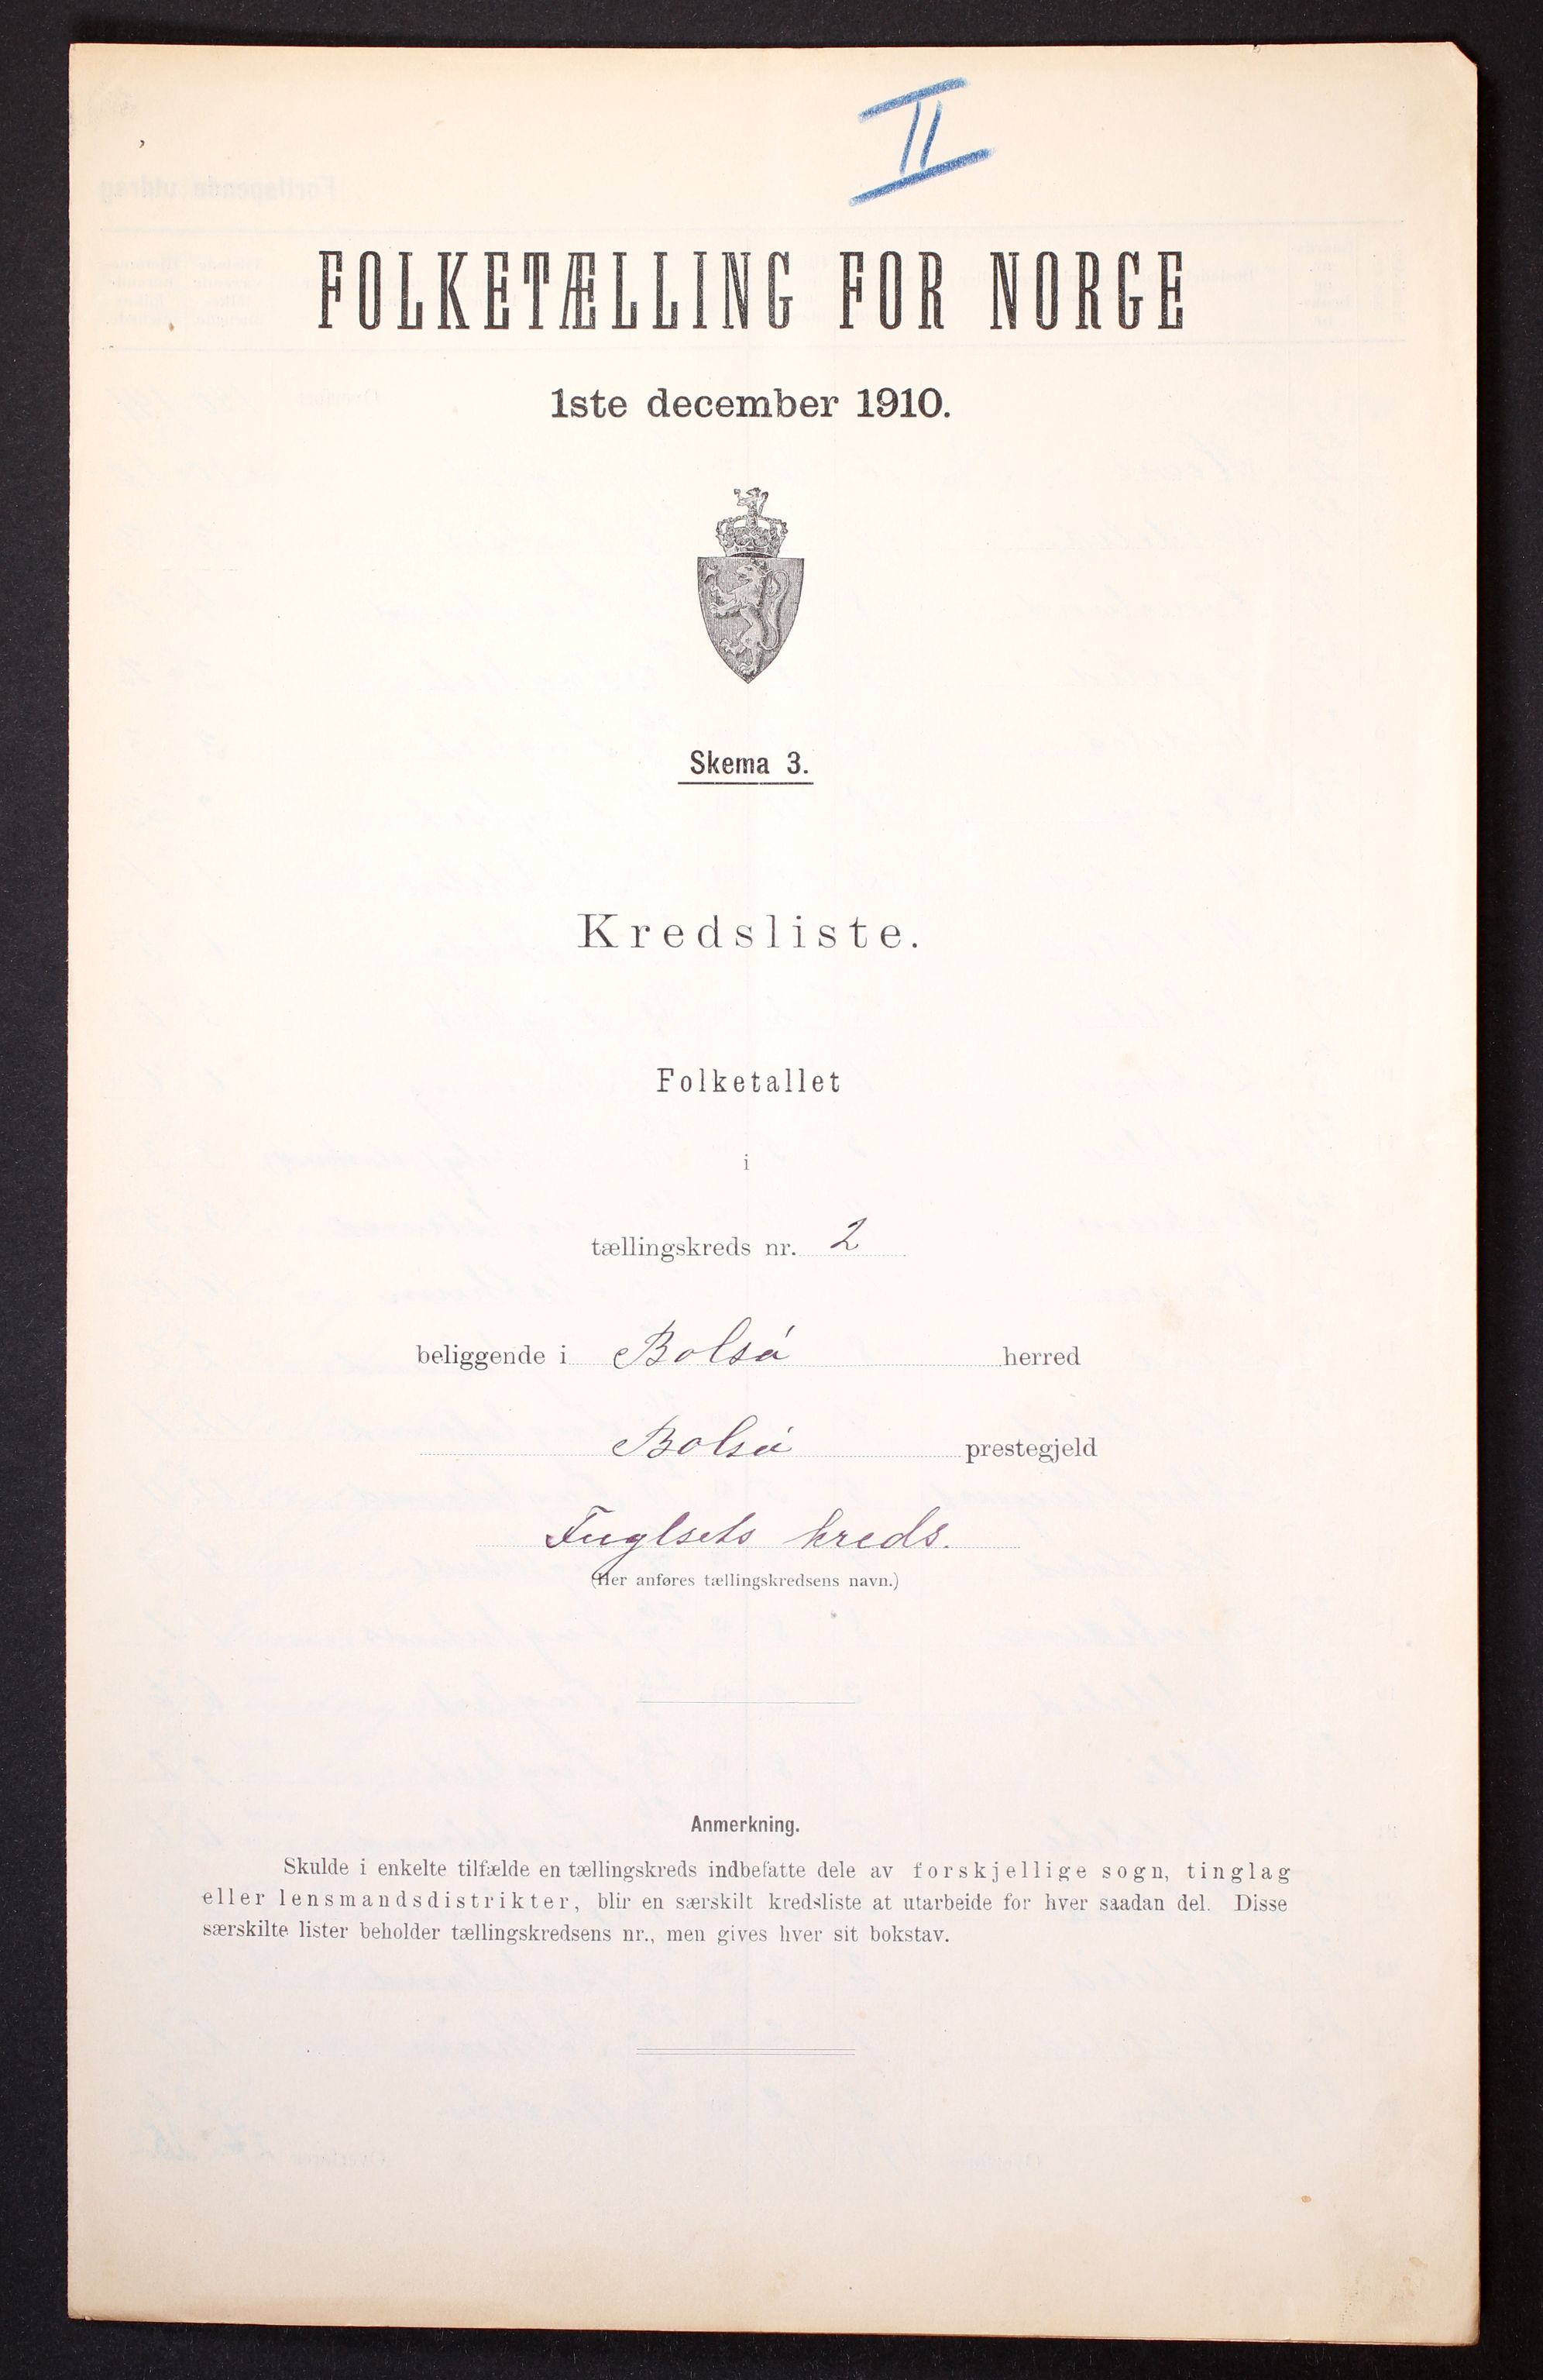 II
FOLKETÆLLING FOR NORGE
1ste december 1910.
Skema 3.
Kredsliste.
Folketallet
i
tællingskreds nr. 2
beliggende i Bolsø herred
Bolsø prestegjeld
Fuglsets kreds.
(Her anføres tællingskredsens navn.)
Anmerkning.
Skulde i enkelte tilfælde en tællingskreds indbefatte dele av forskjellige sogn, tinglag
eller lensmandsdistrikter, blir en særskilt kredsliste at utarbeide for hver saadan del. Disse
særskilte lister beholder tællingskredsens nr., men gives hver sit bokstav.